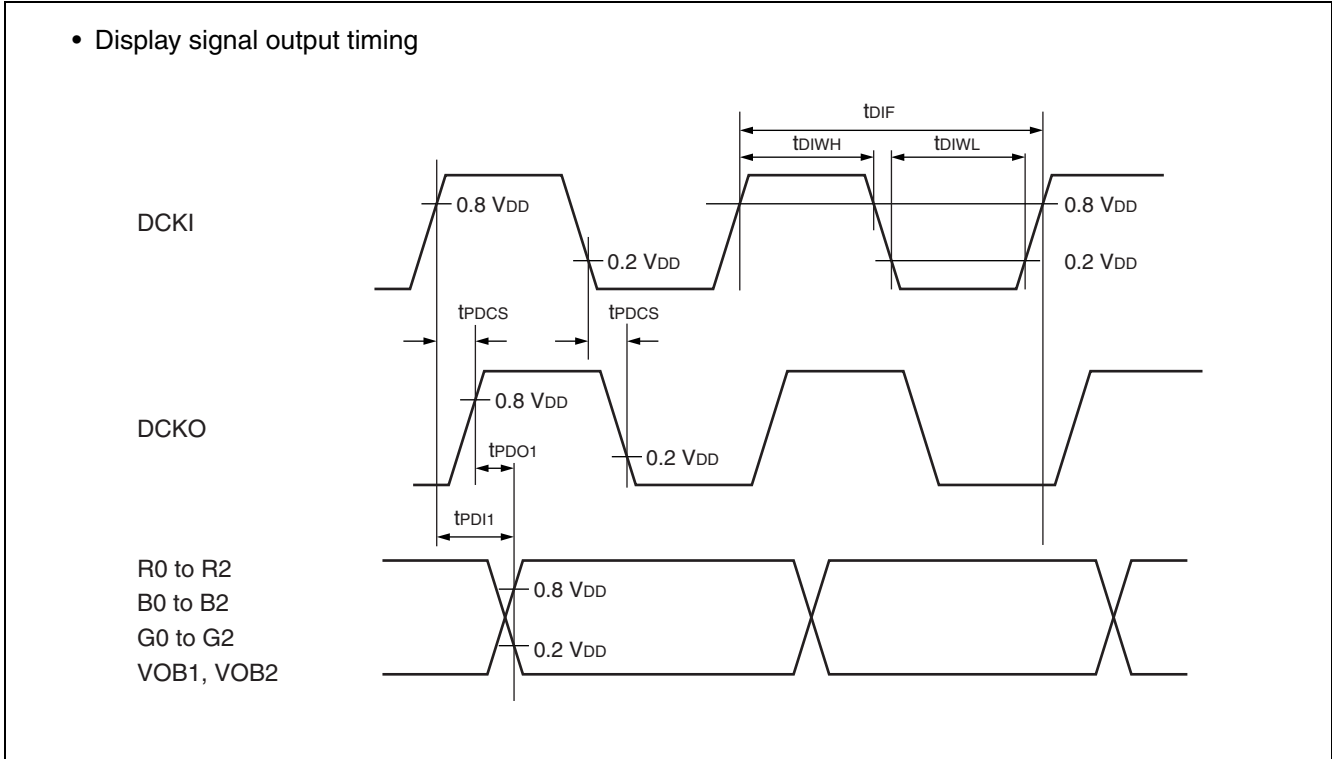 • Display signal output timing
tDIF
tDIWH
tDIWL
DCKI
0.8 VDD
0.8 VDD
0.2 VDD
0.2 VDD
tPDCS
tPDCS
DCKO
0.8 VDD
0.2 VDD
tPDO1
tPDI1
R0 to R2
B0 to B2
G0 to G2
VOB1, VOB2
0.8 VDD
0.2 VDD